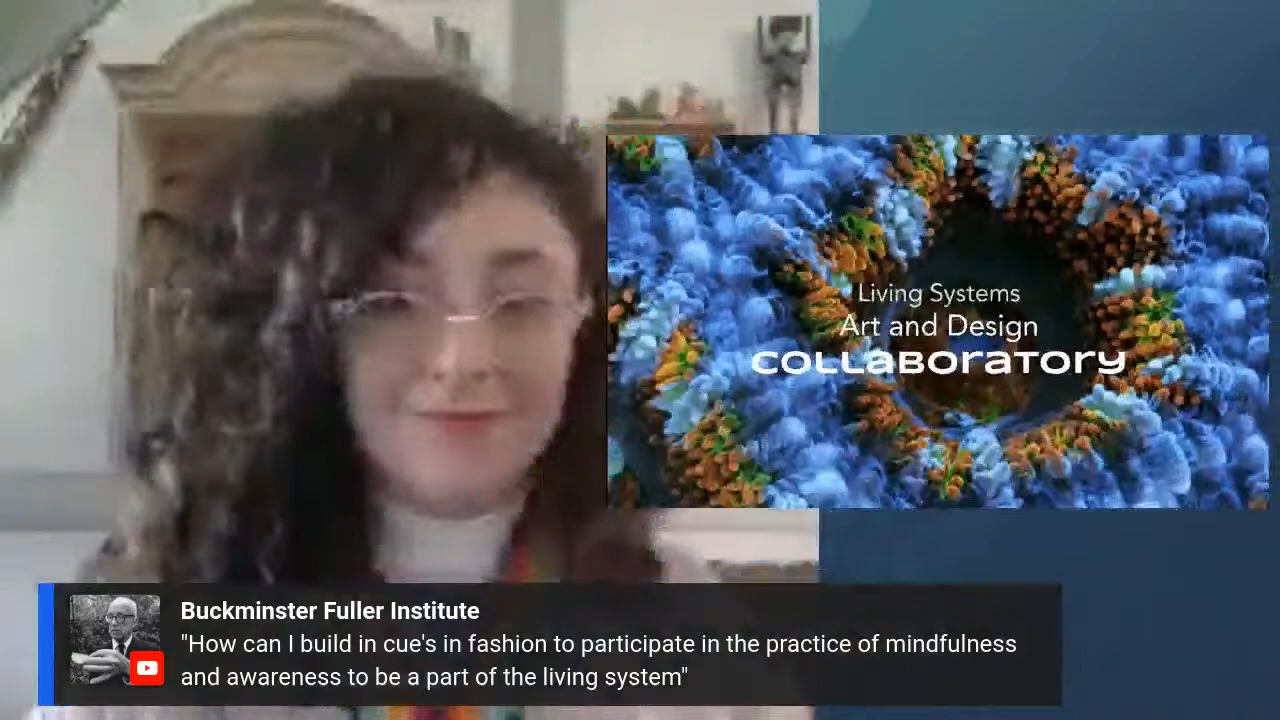 Living Systems
Art and Design
COLLABORATORY
Buckminster Fuller Institute
"How can I build in cue's in fashion to participate in the practice of mindfulness
and awareness to be a part of the living system"